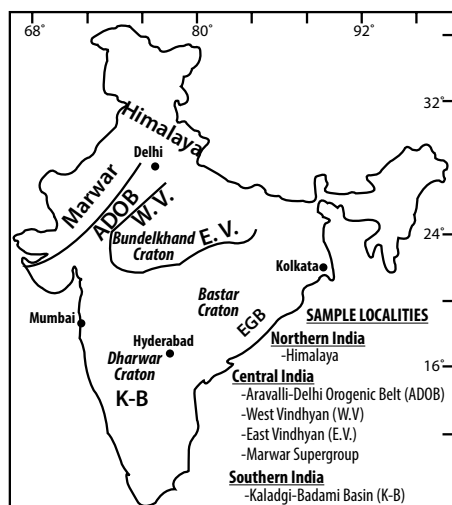 68° 80° 92°
32°
Himalaya
Delhi
Marwar
ADOB
W.V.
Bundelkhand
Craton
E.V.
24°
Kolkata
Bastar
Craton
EGB
Mumbai
Hyderabad
Dharwar
Craton
K-B
16°
SAMPLE LOCALITIES
Northern India
-Himalaya
Central India
-Aravalli-Delhi Orogenic Belt (ADOB)
-West Vindhyan (W.V)
-East Vindhyan (E.V.)
-Marwar Supergroup
Southern India
-Kaladgi-Badami Basin (K-B)